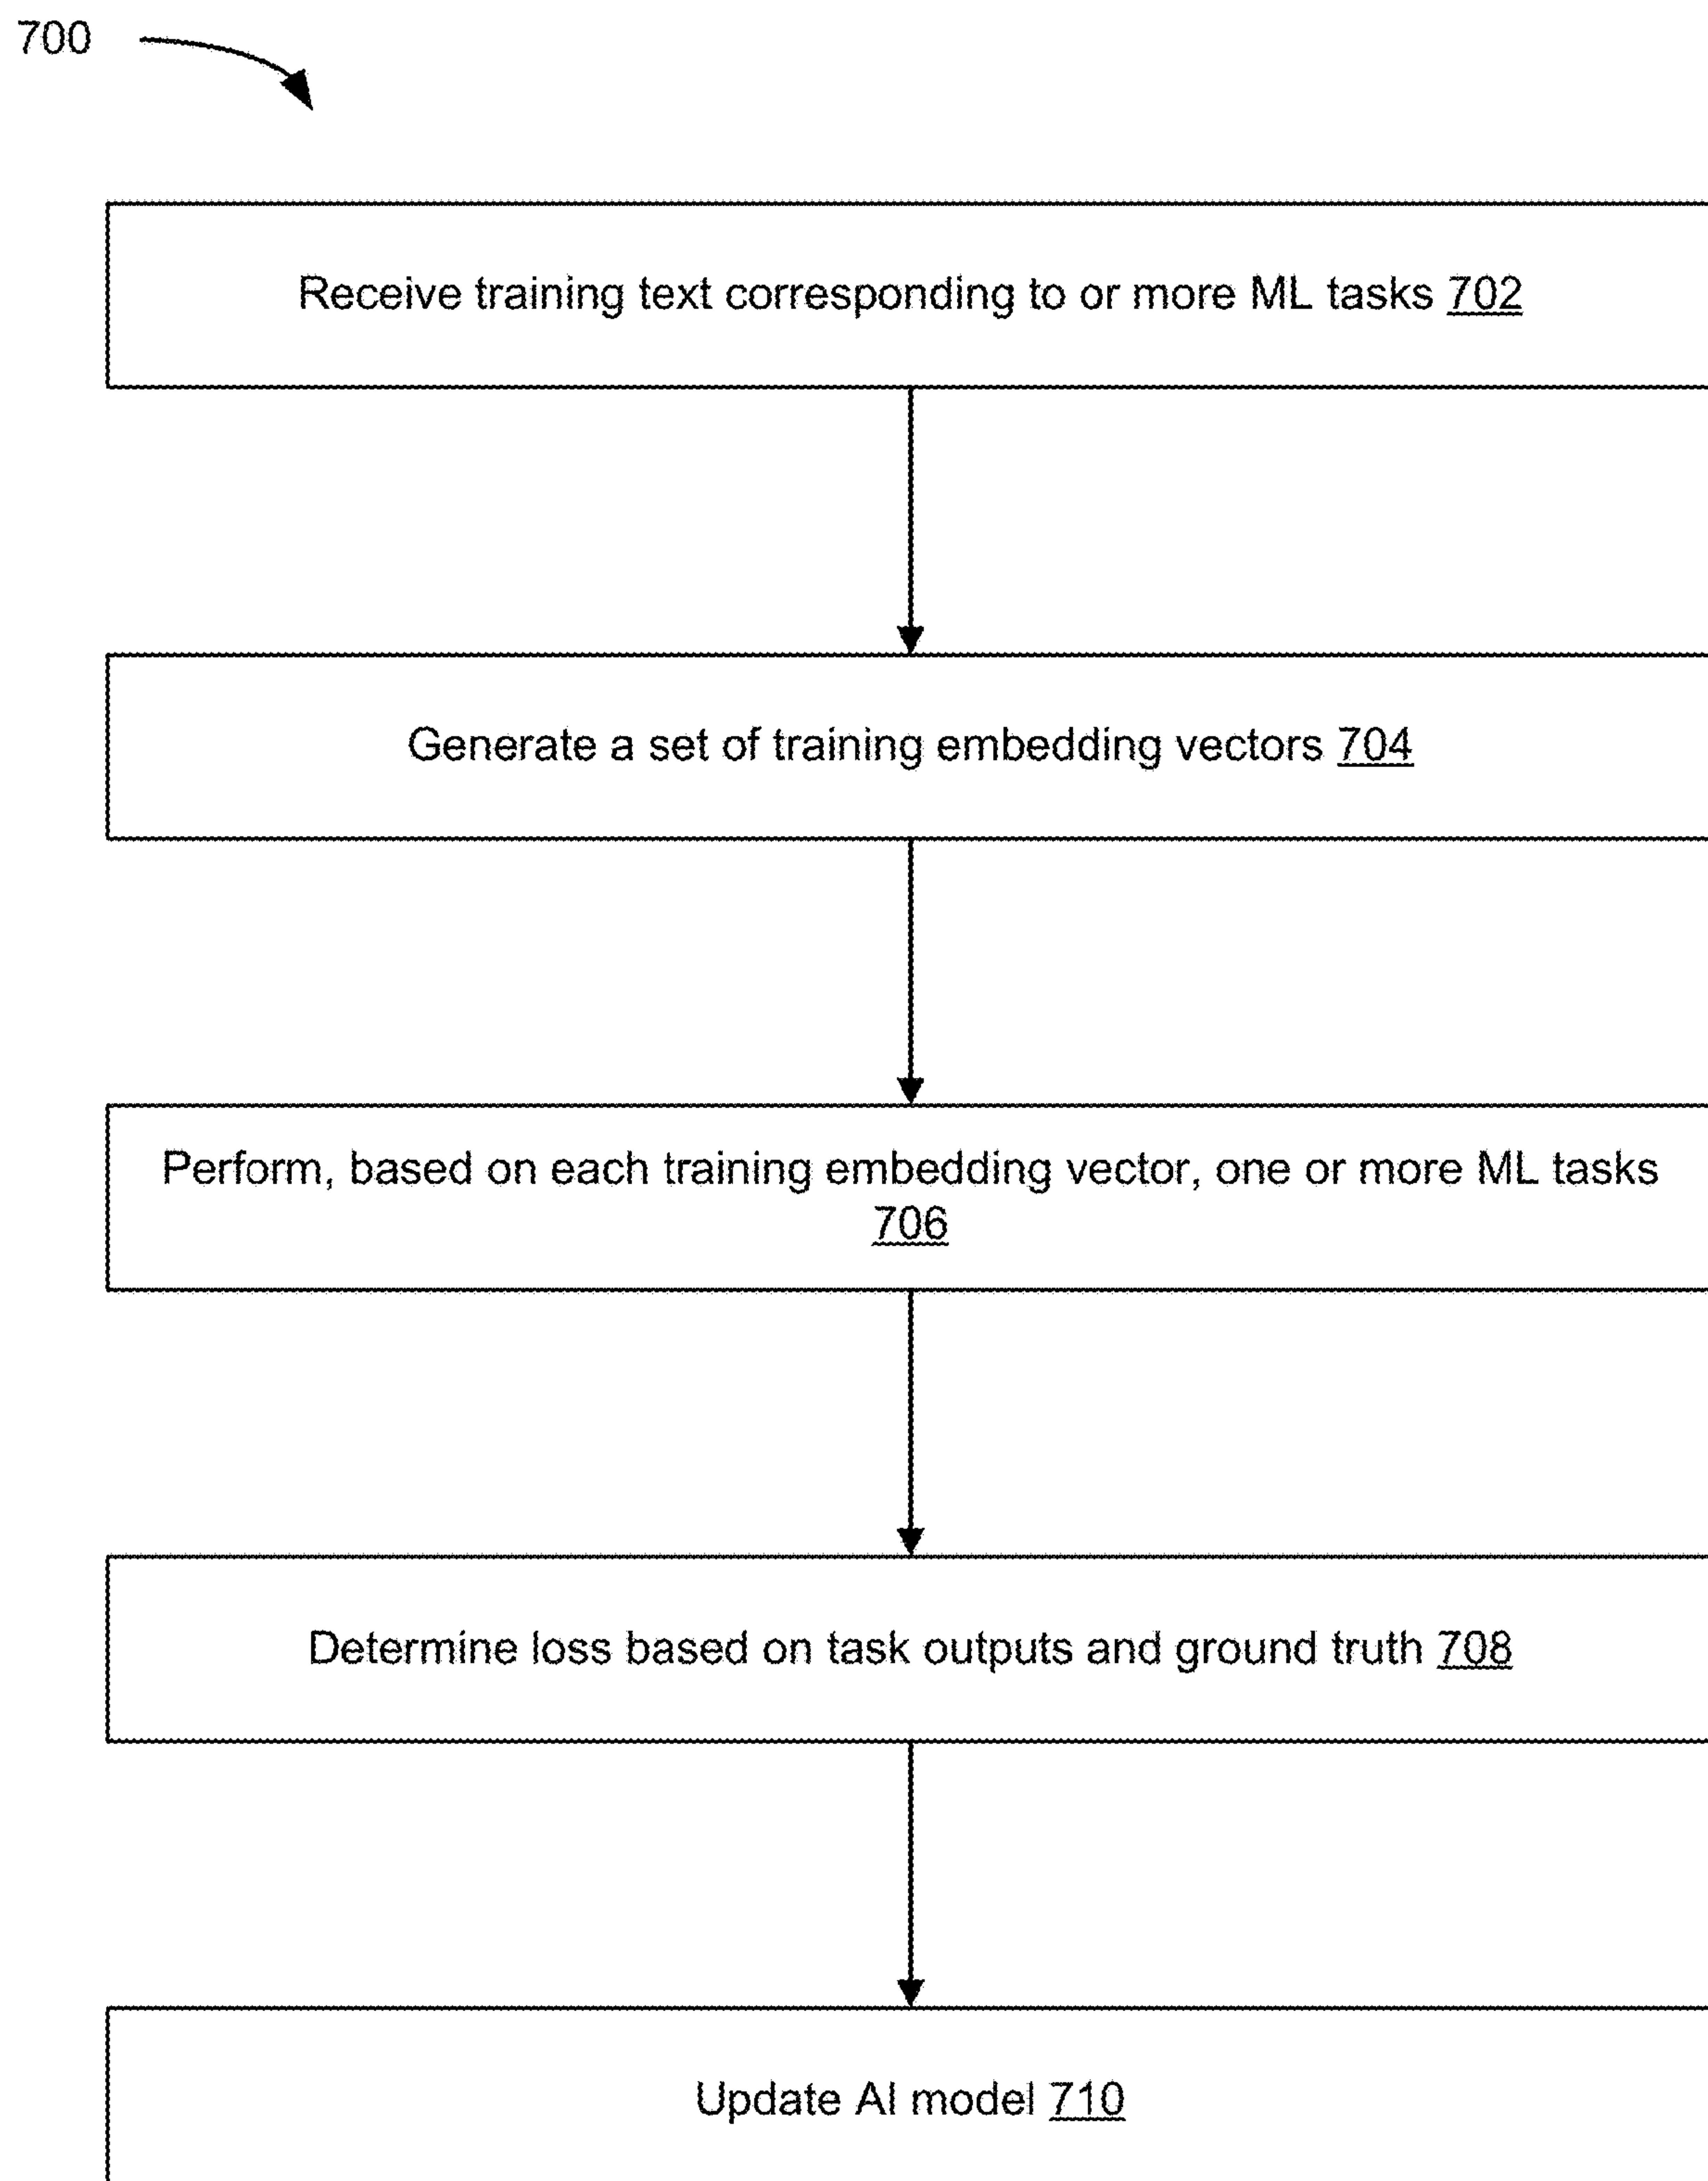 700
Receive training text corresponding to or more ML tasks 702
Generate a set of training embedding vectors 704
Perform, based on each training embedding vector, one or more ML tasks
706
Determine loss based on task outputs and ground truth 708
Update AI model 710